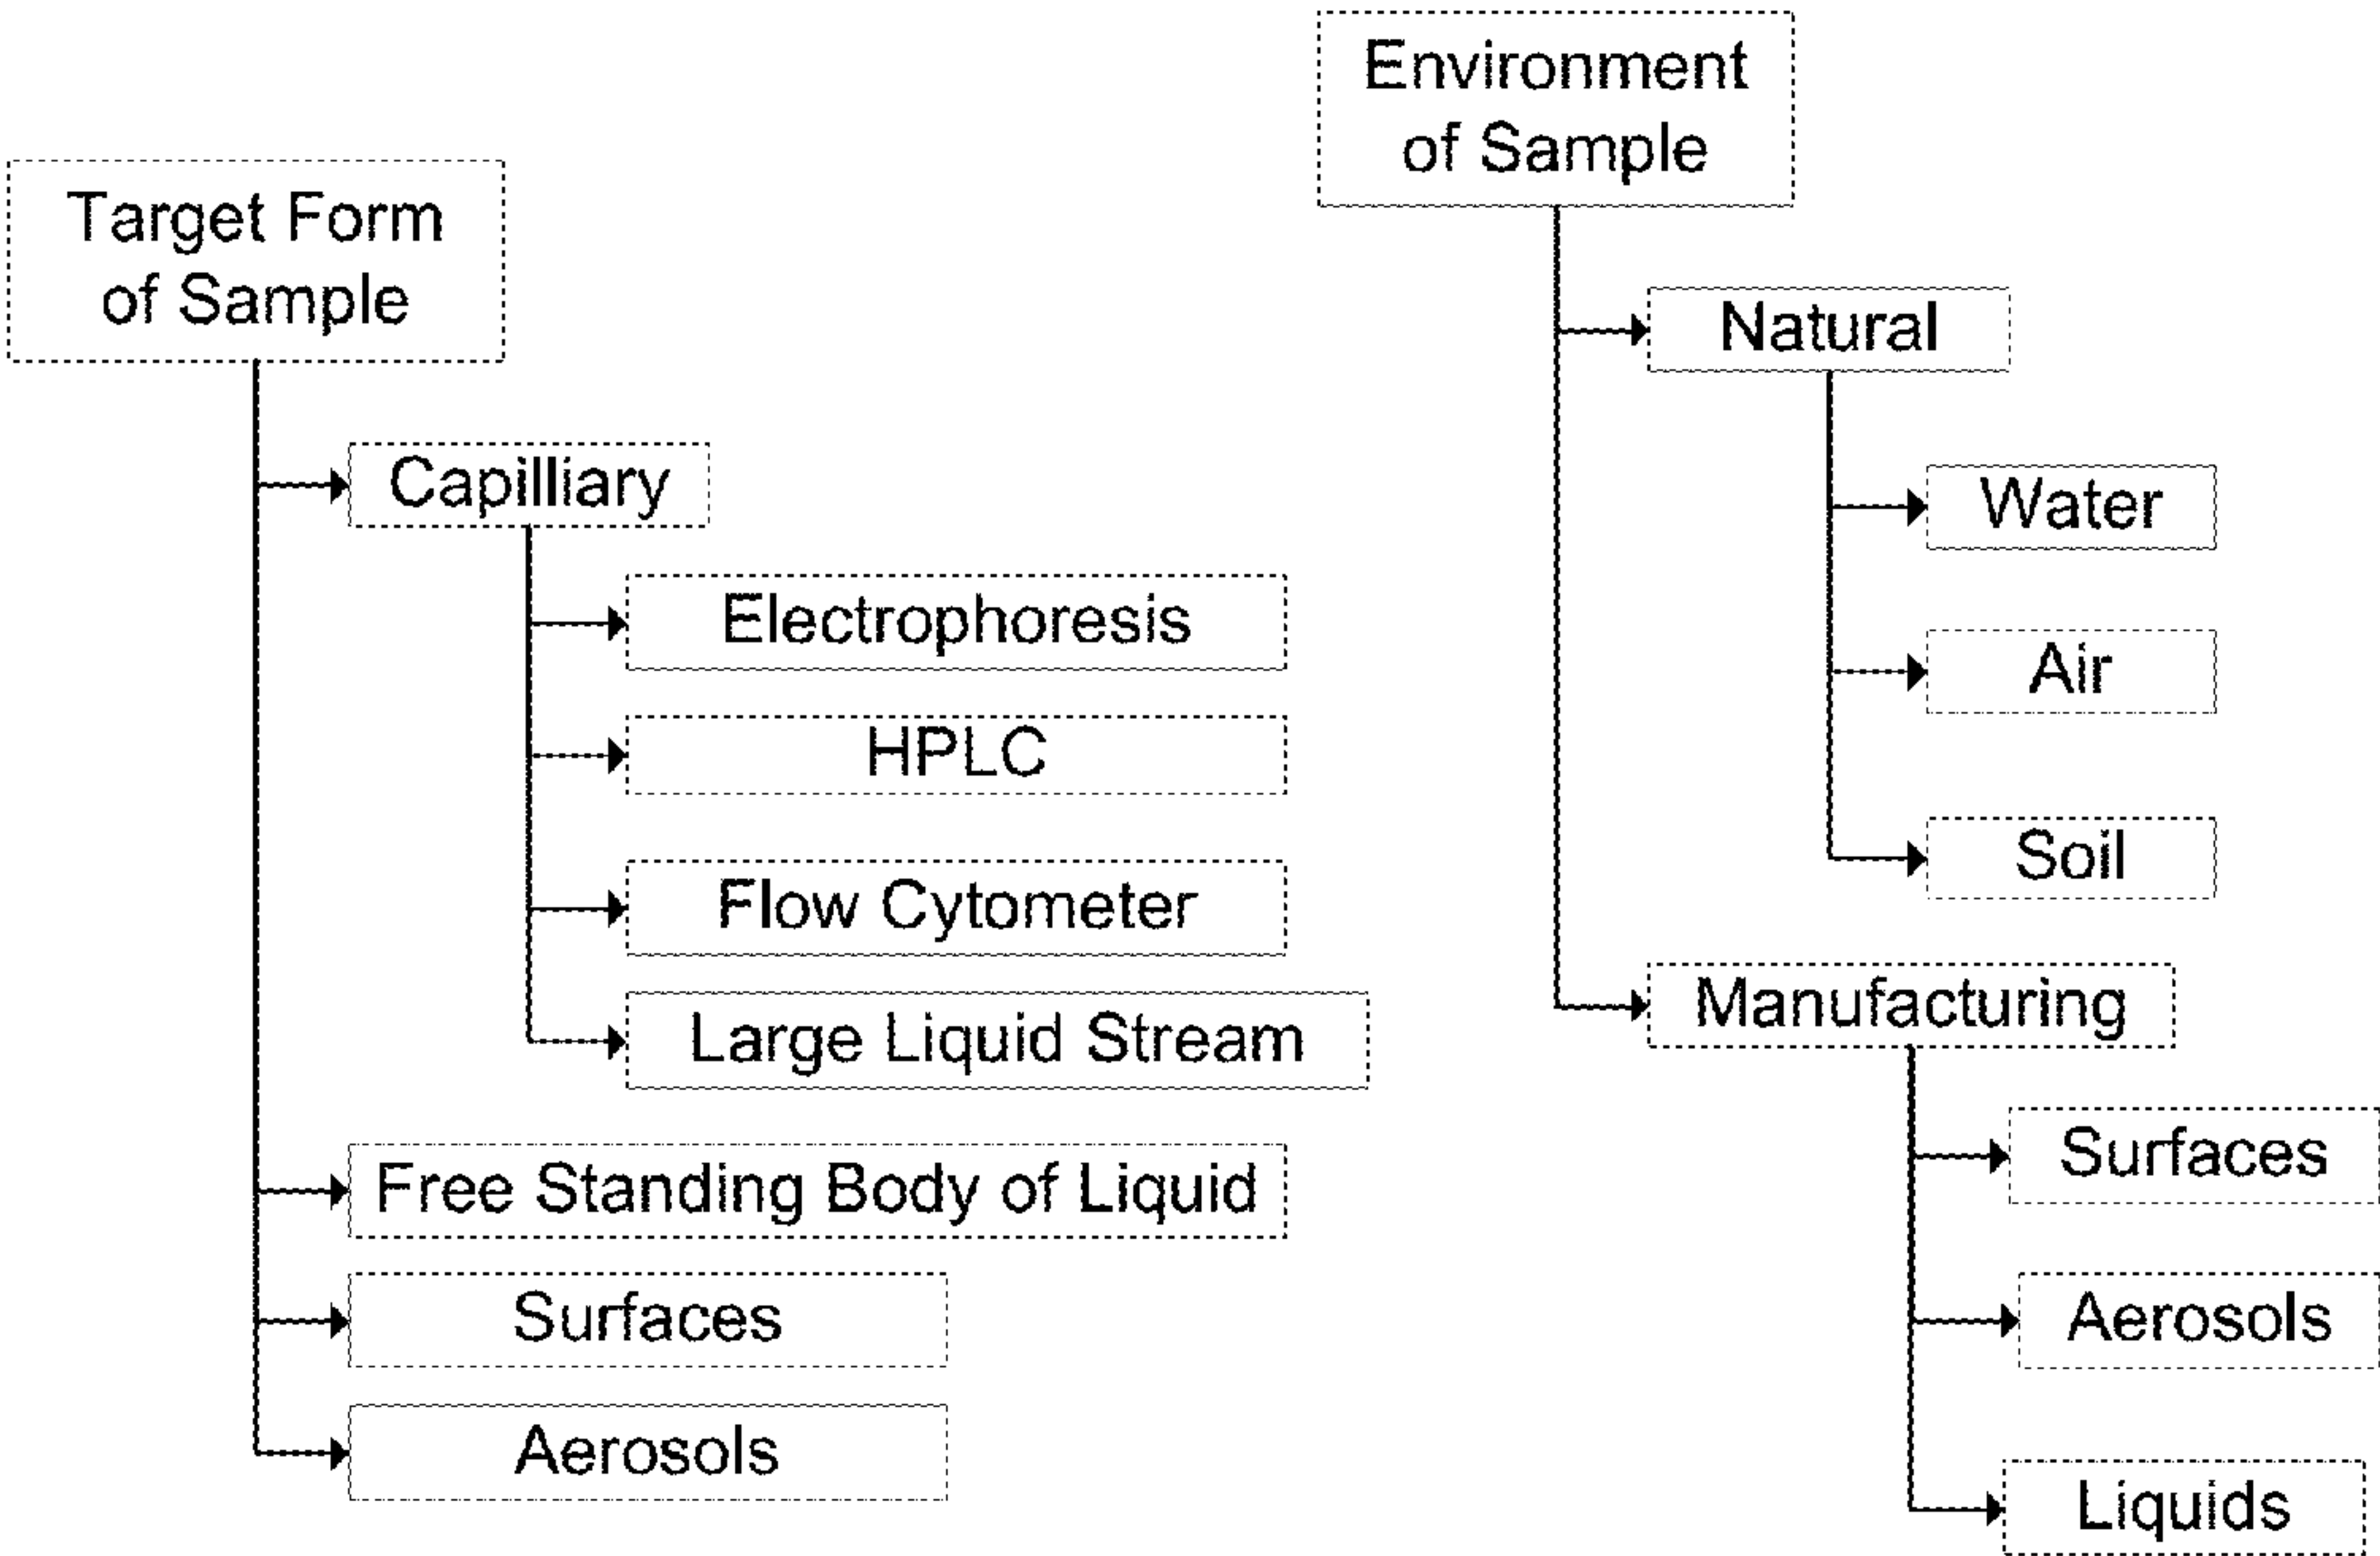 Target Form
of Sample
Capilliary
Electrophoresis
HPLC
Flow Cytometer
Large Liquid Stream
Free Standing Body of Liquid
Surfaces
Aerosols
Environment
of Sample
Natural
Water
Air
Soil
Manufacturing
Surfaces
Aerosols
Liquids